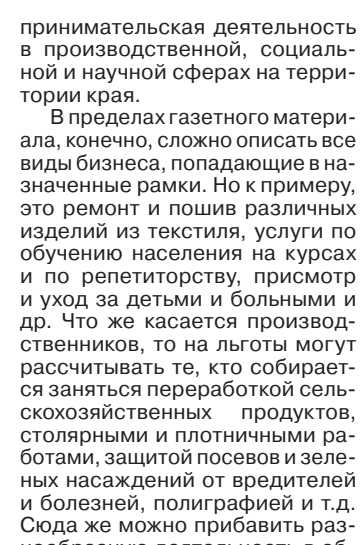 принимательская деятельность
в производственной, социаль-
ной и научной сферах на терри-
тории края.
В пределах газетного матери-
ала, конечно, сложно описать все
виды бизнеса, попадающие в на-
значенные рамки. Но к примеру,
это ремонт и пошив различных
изделий из текстиля, услуги по
обучению населения на курсах
и по репетиторству, присмотр
и уход за детьми и больными и
др. Что же касается производ-
ственников, то на льготы могут
рассчитывать те, кто собирает-
ся заняться переработкой сель-
скохозяйственных продуктов,
столярными и плотничными ра-
ботами, защитой посевов и зеле-
ных насаждений от вредителей
и болезней, полиграфией и т.д.
Сюда же можно прибавить раз-